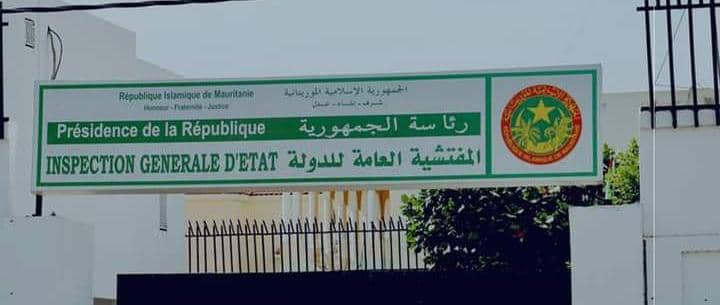 République Islamique de Mauritanie
Honneur - Fraternité - Justice
الجمهورية الإسلامية الموريتانية
شرف - إخاء - عدل
Présidence de la République
رئاسة الجمهورية
INSPECTION GENERALE D'ETAT
المفتشية العامة للدولة